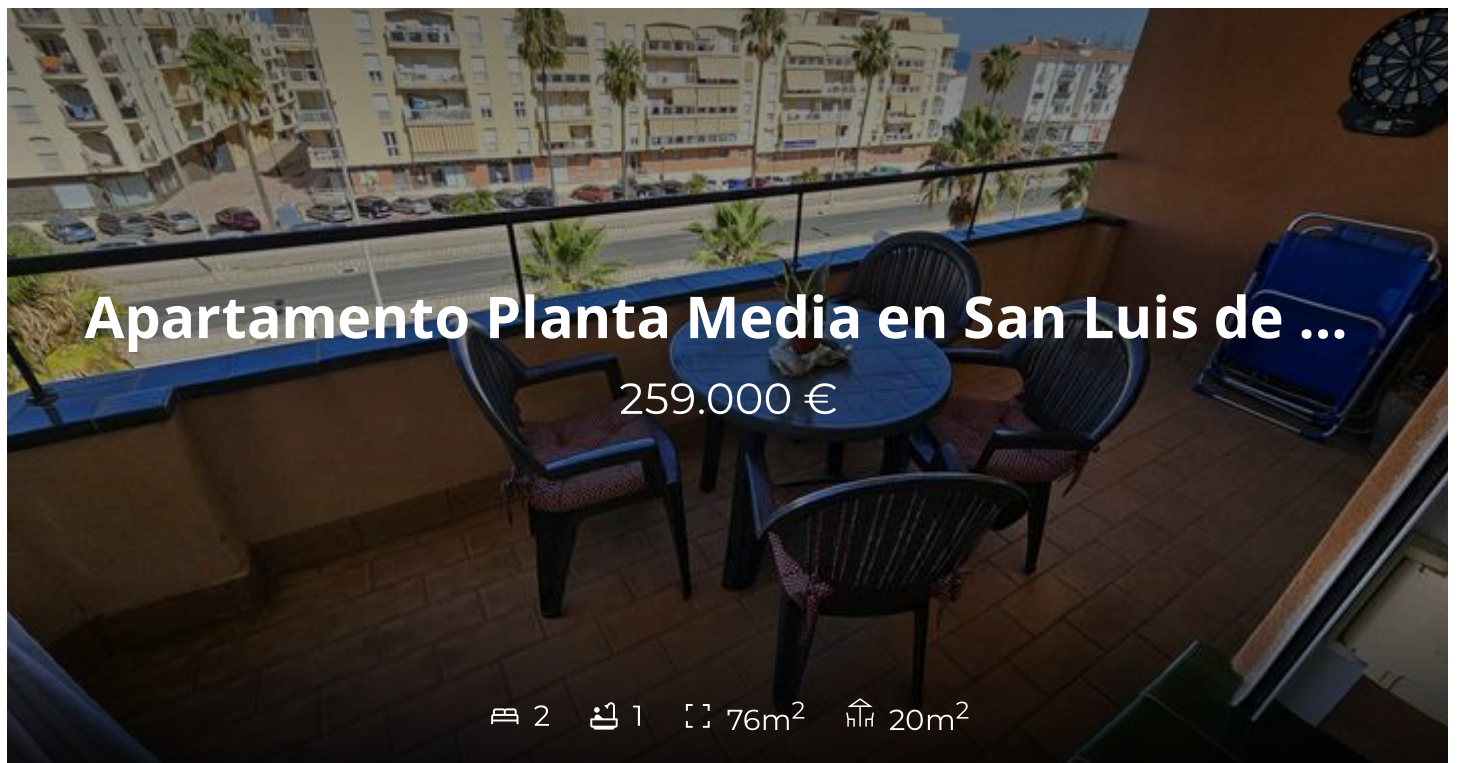 Apartamento Planta Media en San Luis de ...
259.000 €
2 1 76m² 20m²